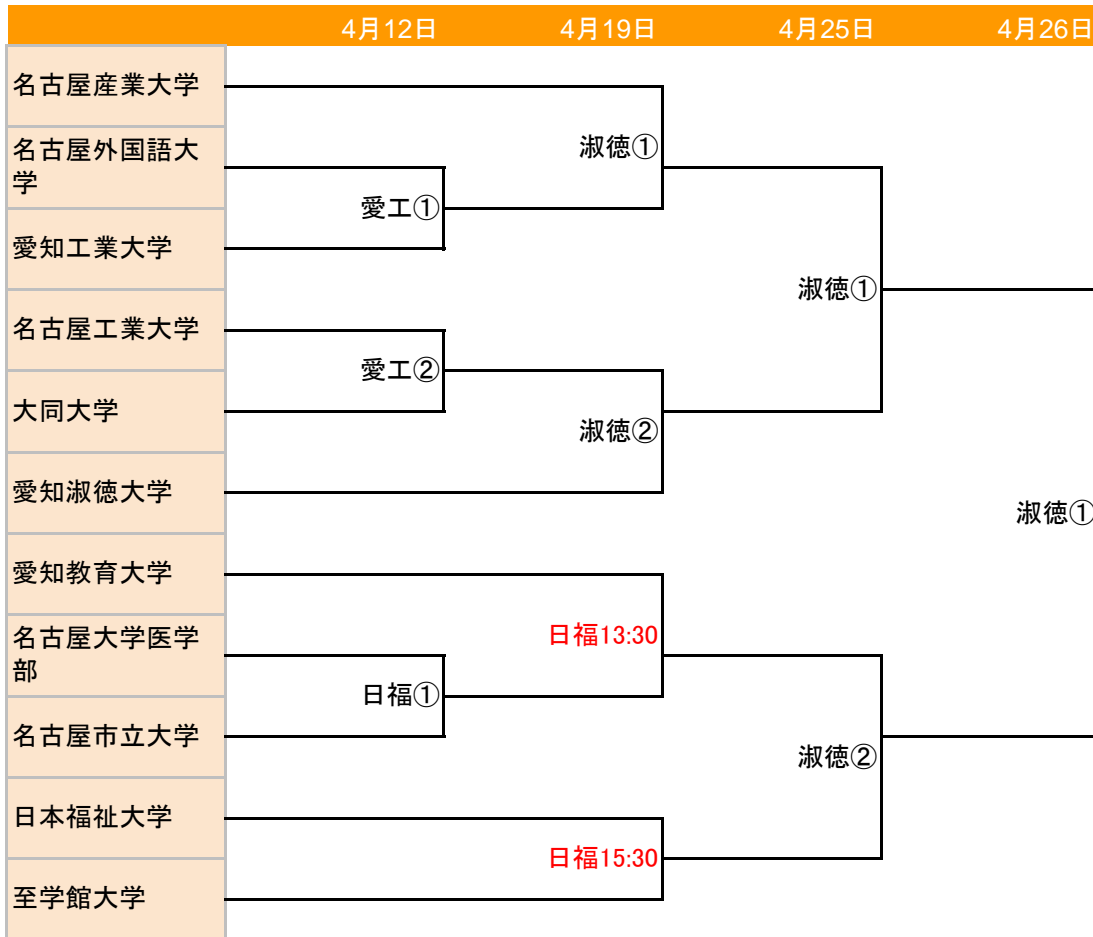 4月12日 4月19日 4月25日 4月26日
名古屋産業大学
淑徳①
名古屋外国語大
学
愛工①
愛知工業大学
淑徳①
名古屋工業大学
愛工②
大同大学
淑徳②
愛知淑徳大学
淑徳①
愛知教育大学
名古屋大学医学
部
日福13:30
日福①
名古屋市立大学
淑徳②
日本福祉大学
日福15:30
至学館大学